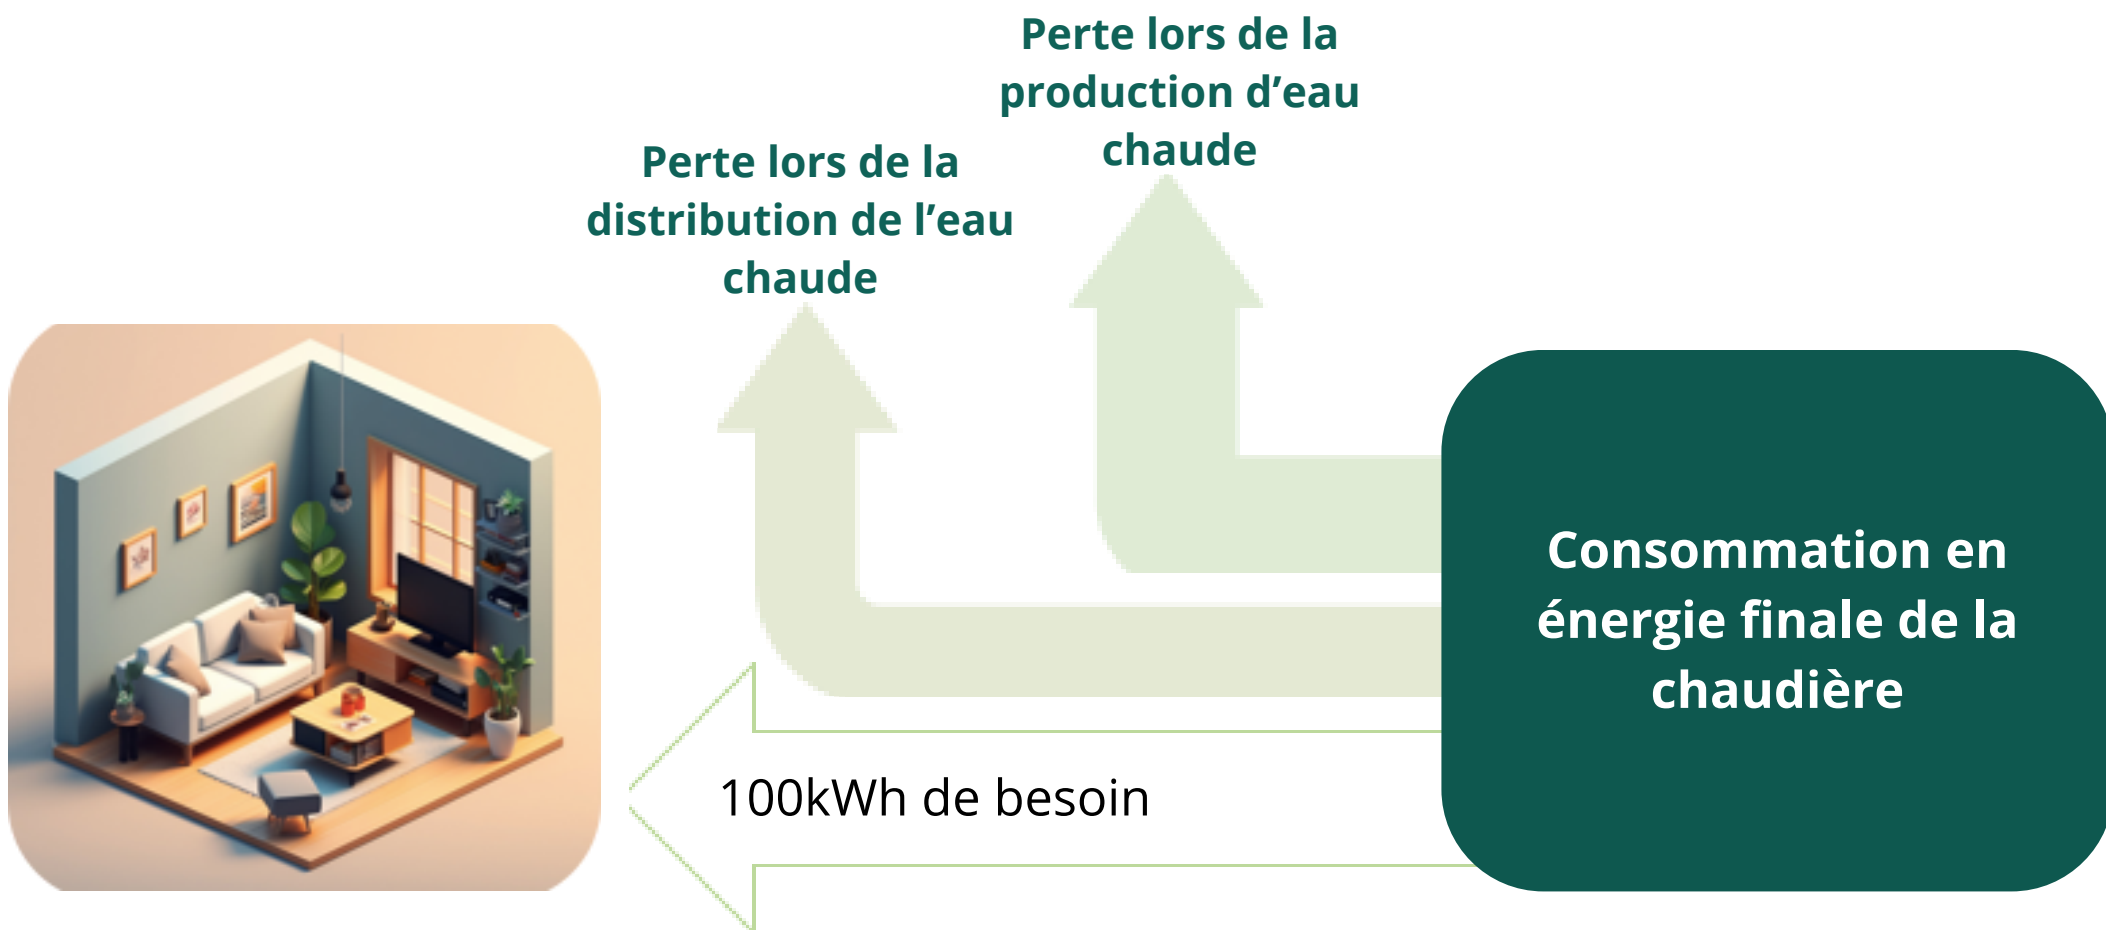 Perte lors de la
production d’eau
chaude
Perte lors de la
distribution de l’eau
chaude
Consommation en
énergie finale de la
chaudière
100kWh de besoin